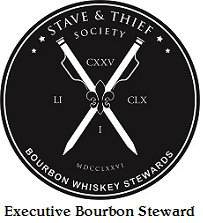 STAVE & THIEF
SOCIETY
CXXV
LI
CLX
I
MDCCLXXVI
BOURBON WHISKEY STEWARDS
Executive Bourbon Steward